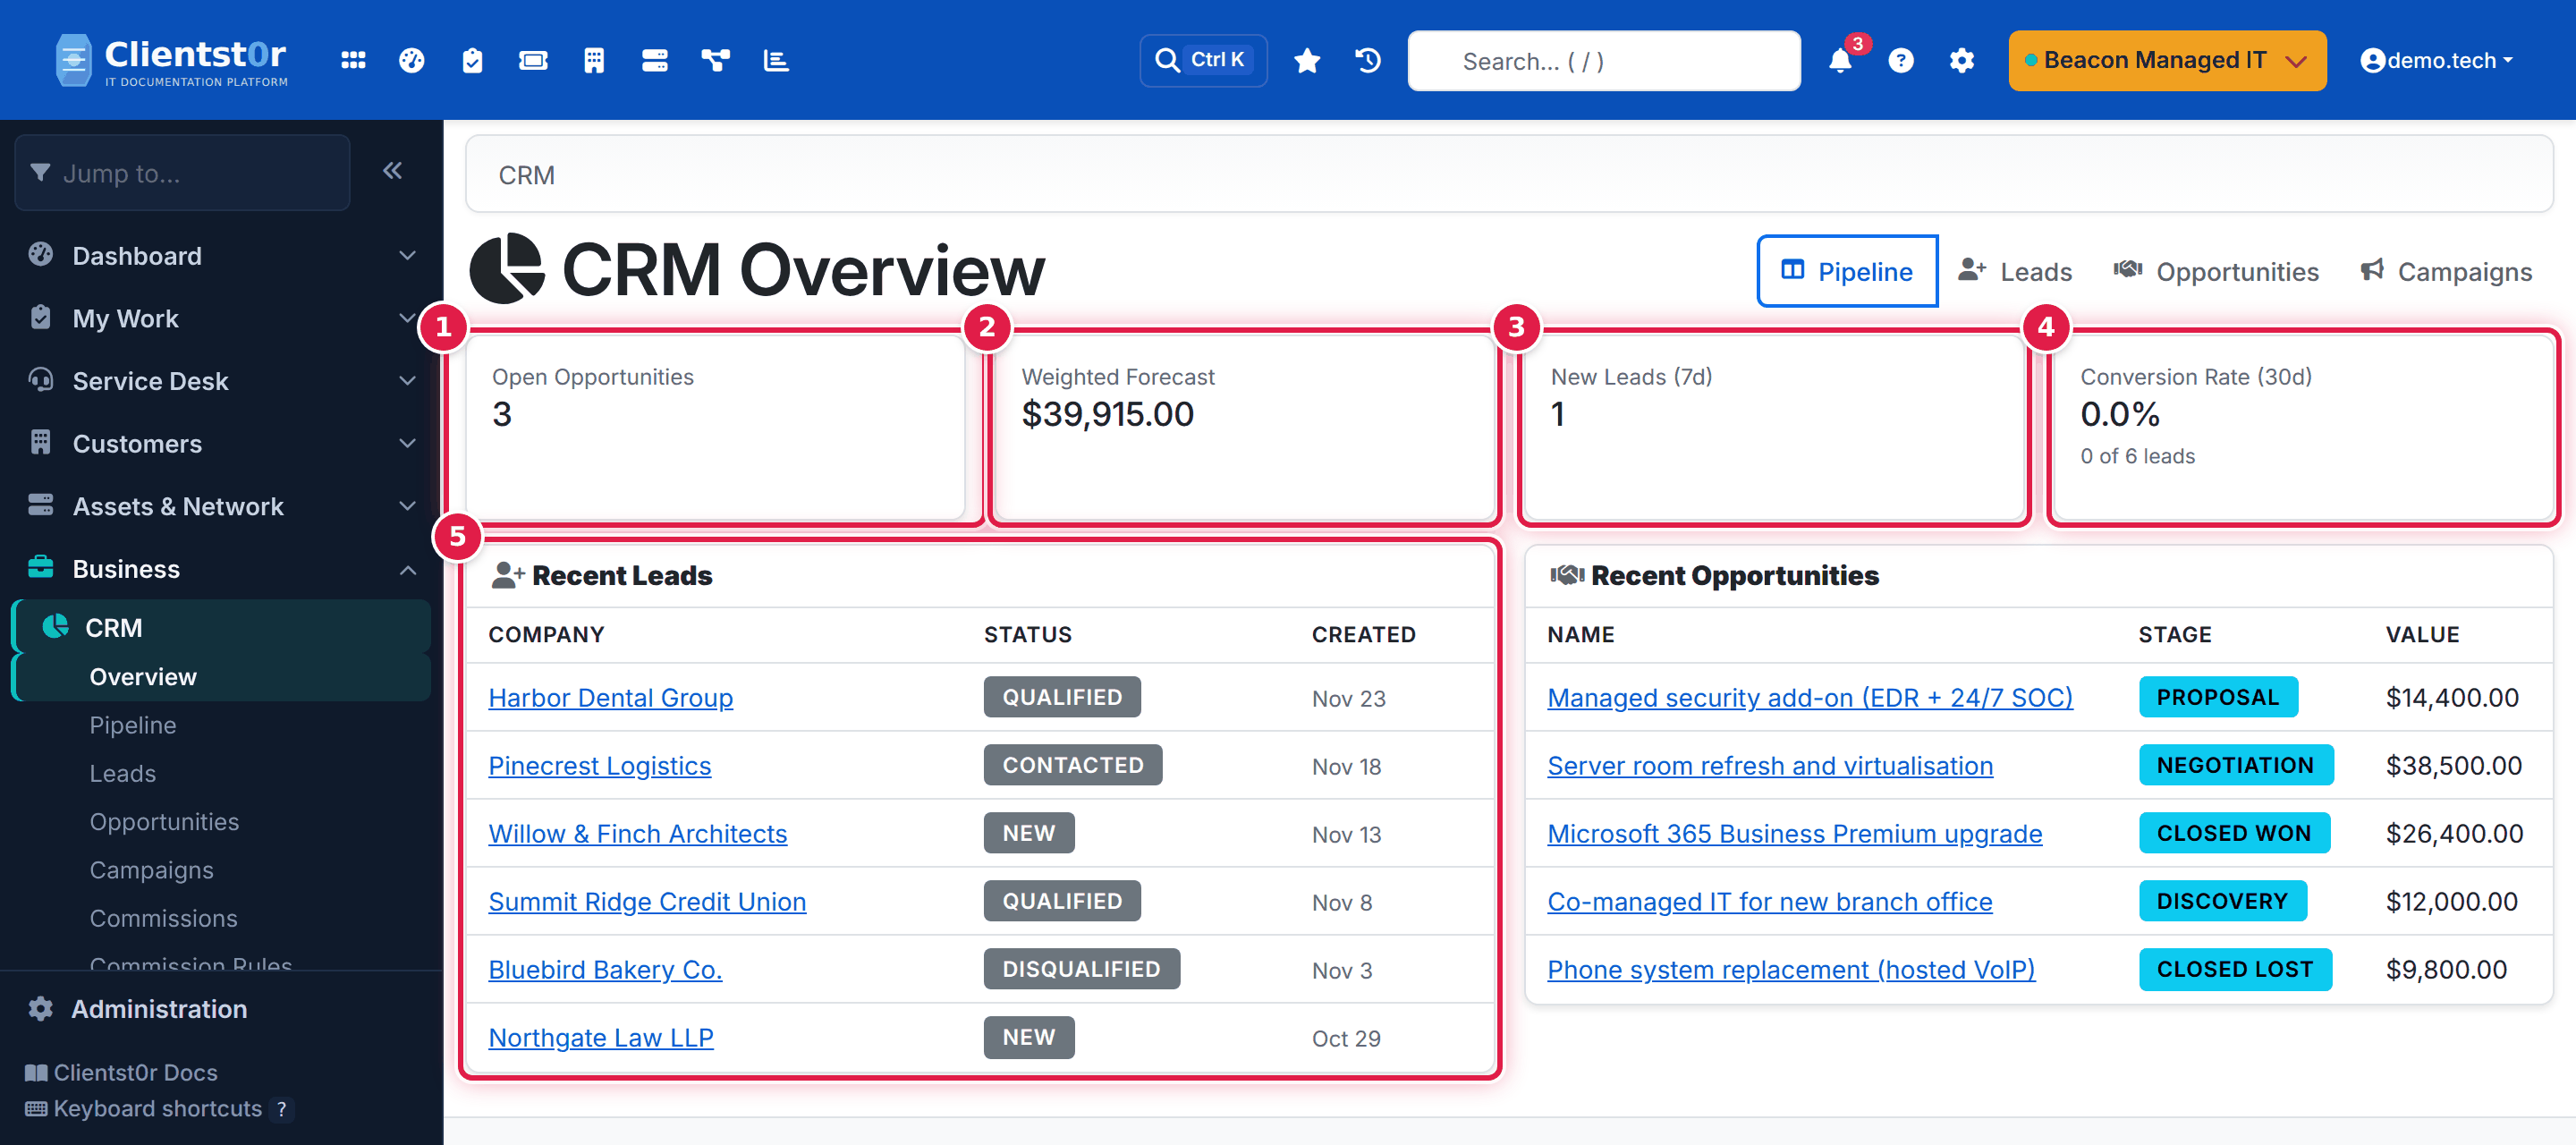 Clientst0r
IT DOCUMENTATION PLATFORM
Ctrl K
Search... ( / )
3
?
Beacon Managed IT
demo.tech
Jump to...
Dashboard
My Work
Service Desk
Customers
Assets & Network
Business
CRM
Overview
Pipeline
Leads
Opportunities
Campaigns
Commissions
Commission Rules
Administration
Clientst0r Docs
Keyboard shortcuts ?
CRM
CRM Overview
Pipeline
Leads
Opportunities
Campaigns
1
Open Opportunities
3
2
Weighted Forecast
$39,915.00
3
New Leads (7d)
1
4
Conversion Rate (30d)
0.0%
0 of 6 leads
5
Recent Leads
COMPANY STATUS CREATED
Harbor Dental Group QUALIFIED Nov 23
Pinecrest Logistics CONTACTED Nov 18
Willow & Finch Architects NEW Nov 13
Summit Ridge Credit Union QUALIFIED Nov 8
Bluebird Bakery Co. DISQUALIFIED Nov 3
Northgate Law LLP NEW Oct 29
Recent Opportunities
NAME STAGE VALUE
Managed security add-on (EDR + 24/7 SOC) PROPOSAL $14,400.00
Server room refresh and virtualisation NEGOTIATION $38,500.00
Microsoft 365 Business Premium upgrade CLOSED WON $26,400.00
Co-managed IT for new branch office DISCOVERY $12,000.00
Phone system replacement (hosted VoIP) CLOSED LOST $9,800.00